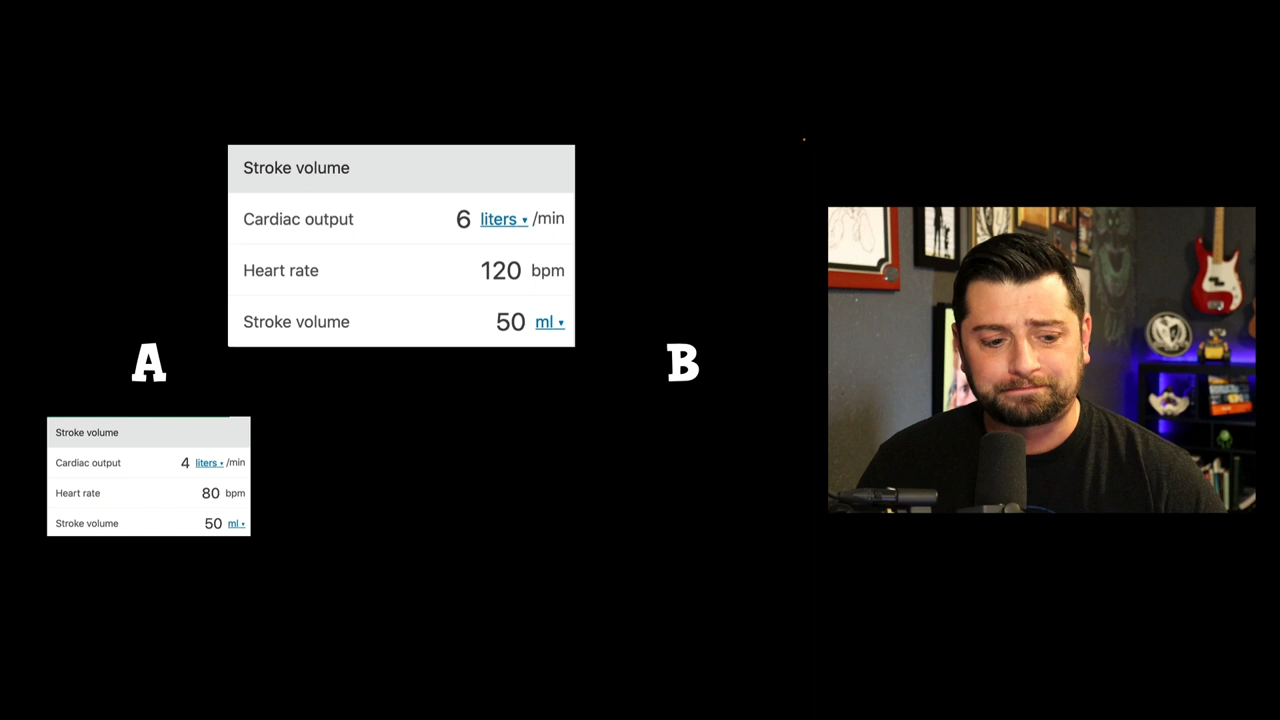 Stroke volume
Cardiac output 6 liters ▾ /min
Heart rate 120 bpm
Stroke volume 50 ml ▾
A
B
Stroke volume
Cardiac output 4 liters ▾ /min
Heart rate 80 bpm
Stroke volume 50 ml ▾